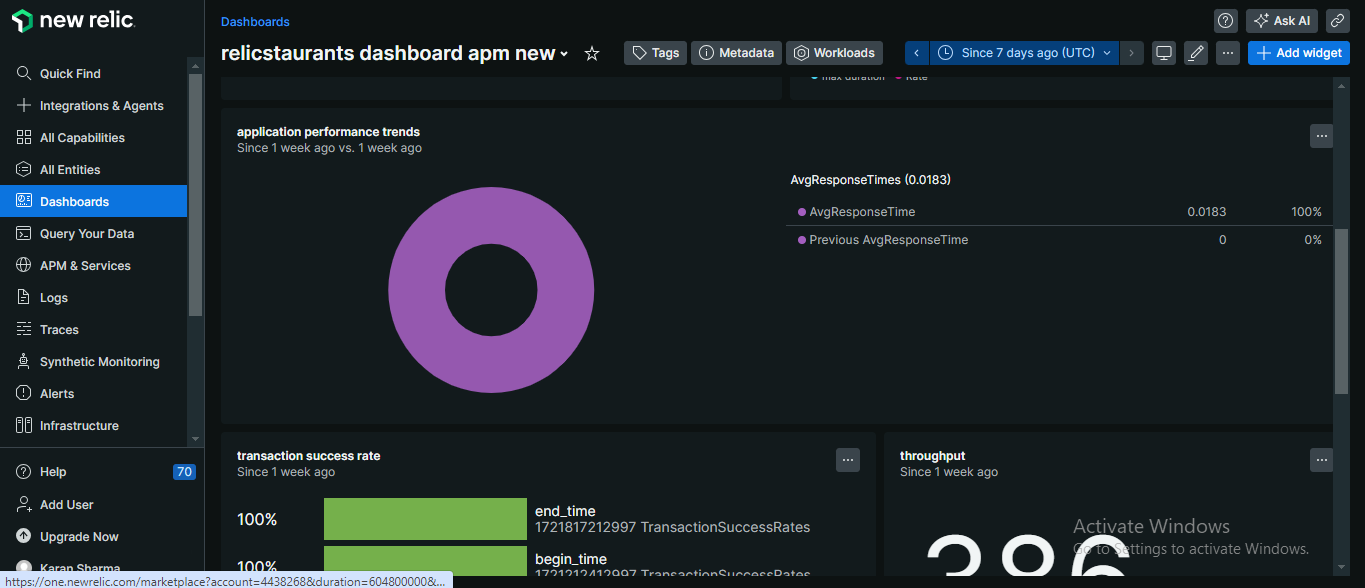 new relic.
Quick Find
Integrations & Agents
All Capabilities
All Entities
Dashboards
Query Your Data
APM & Services
Logs
Traces
Synthetic Monitoring
Alerts
Infrastructure
Help 70
Add User
Upgrade Now
Karan Sharma
https://one.newrelic.com/marketplace?account=4438268&duration=604800000&...
Dashboards
Ask AI
relicstaurants dashboard apm new
Tags Metadata Workloads
Since 7 days ago (UTC)
Add widget
max duration Rate
application performance trends
Since 1 week ago vs. 1 week ago
AvgResponseTimes (0.0183)
AvgResponseTime 0.0183 100%
Previous AvgResponseTime 0 0%
transaction success rate
Since 1 week ago
100%
end_time
1721817212997 TransactionSuccessRates
100%
begin_time
1721212412997 TransactionSuccessRates
throughput
Since 1 week ago
386
Activate Windows
Go to Settings to activate Windows.